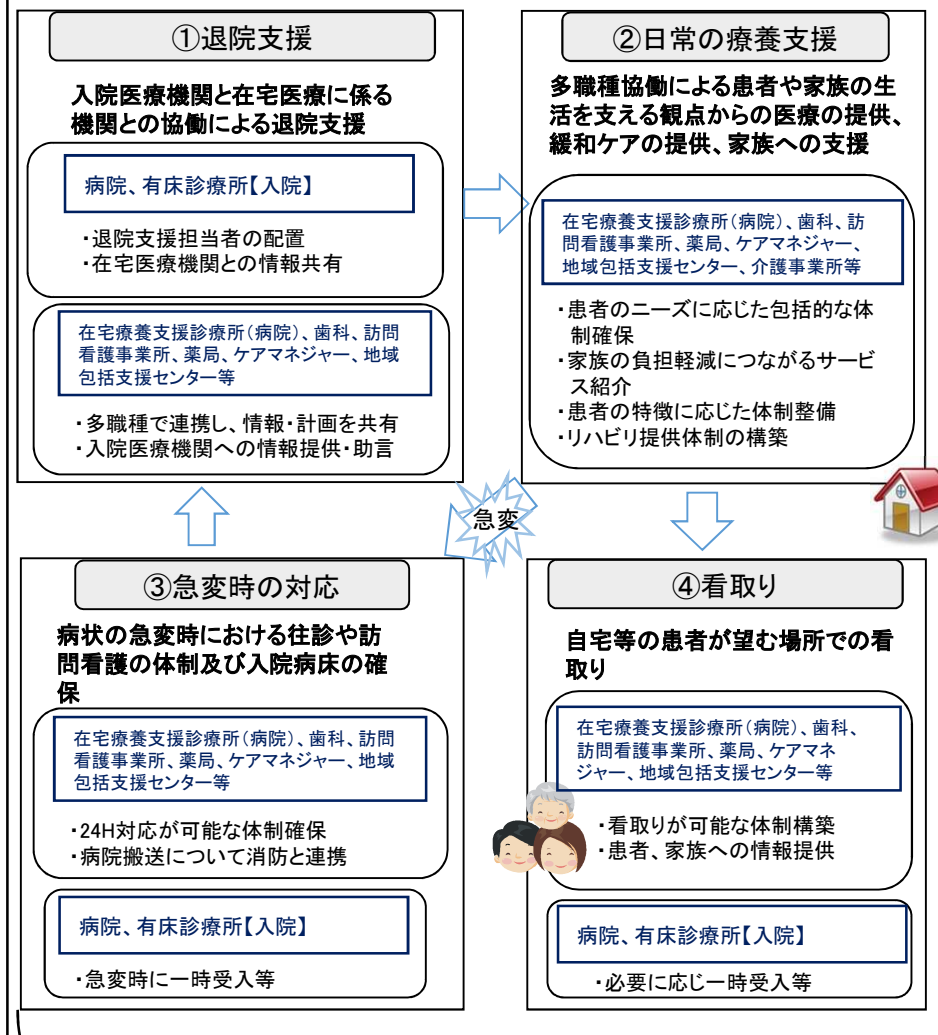 ①退院支援
入院医療機関と在宅医療に係る
機関との協働による退院支援
病院、有床診療所【入院】
・退院支援担当者の配置
・在宅医療機関との情報共有
在宅療養支援診療所(病院)、歯科、訪問
看護事業所、薬局、ケアマネジャー、地域
包括支援センター等
・多職種で連携し、情報・計画を共有
・入院医療機関への情報提供・助言
②日常の療養支援
多職種協働による患者や家族の生
活を支える観点からの医療の提供、
緩和ケアの提供、家族への支援
在宅療養支援診療所(病院)、歯科、訪
問看護事業所、薬局、ケアマネジャー、
地域包括支援センター、介護事業所等
・患者のニーズに応じた包括的な体
制確保
・家族の負担軽減につながるサービ
ス紹介
・患者の特徴に応じた体制整備
・リハビリ提供体制の構築
急変
③急変時の対応
病状の急変時における往診や訪
問看護の体制及び入院病床の確
保
在宅療養支援診療所(病院)、歯科、訪問
看護事業所、薬局、ケアマネジャー、地域
包括支援センター等
・24H対応が可能な体制確保
・病院搬送について消防と連携
病院、有床診療所【入院】
・急変時に一時受入等
④看取り
自宅等の患者が望む場所での看
取り
在宅療養支援診療所(病院)、歯科、
訪問看護事業所、薬局、ケアマネ
ジャー、地域包括支援センター等
・看取りが可能な体制構築
・患者、家族への情報提供
病院、有床診療所【入院】
・必要に応じ一時受入等